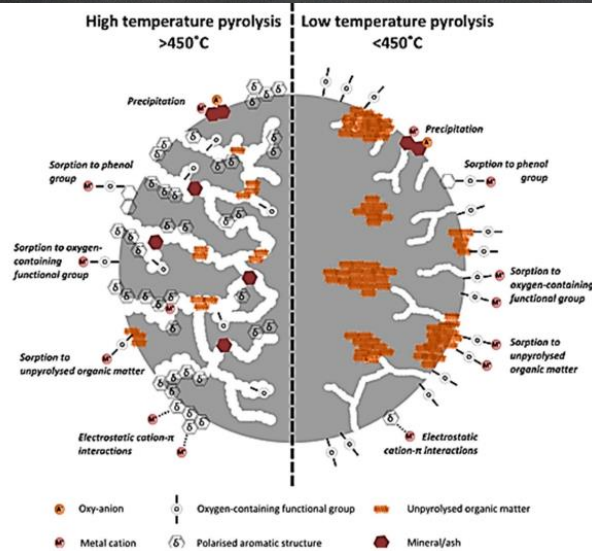 High temperature pyrolysis
>450˚C
Low temperature pyrolysis
<450˚C
Precipitation
Sorption to phenol
group
Sorption to oxygen-
containing
functional group
Sorption to
unpyrolysed organic matter
Electrostatic cation-π
interactions
Precipitation
Sorption to phenol
group
Sorption to
oxygen-containing
functional group
Sorption to
unpyrolysed
organic matter
Electrostatic
cation-π interactions
Oxy-anion
Oxygen-containing functional group
Unpyrolysed organic matter
Metal cation
Polarised aromatic structure
Mineral/ash